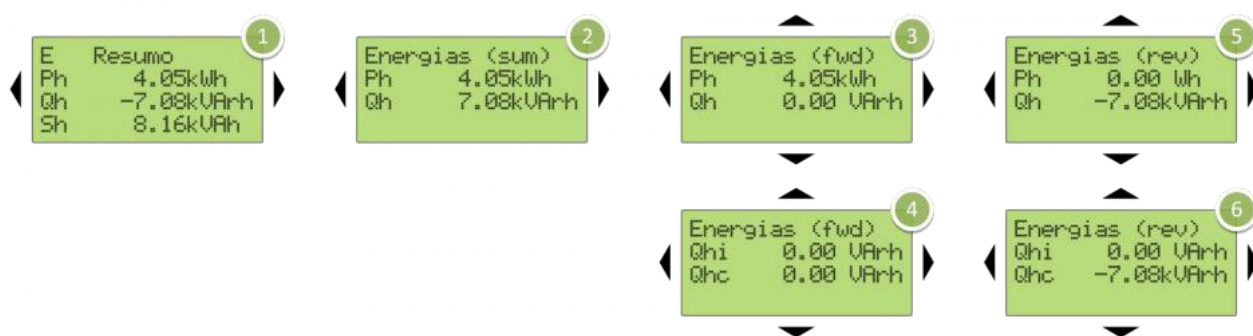 1
E Resumo
Ph 4.05kWh
Qh -7.08kVArh
Sh 8.16kVAh
2
Energias (sum)
Ph 4.05kWh
Qh 7.08kVArh
3
Energias (fwd)
Ph 4.05kWh
Qh 0.00 VArh
5
Energias (rev)
Ph 0.00 Wh
Qh -7.08kVArh
4
Energias (fwd)
Qhi 0.00 VArh
Qhc 0.00 VArh
6
Energias (rev)
Qhi 0.00 VArh
Qhc -7.08kVArh